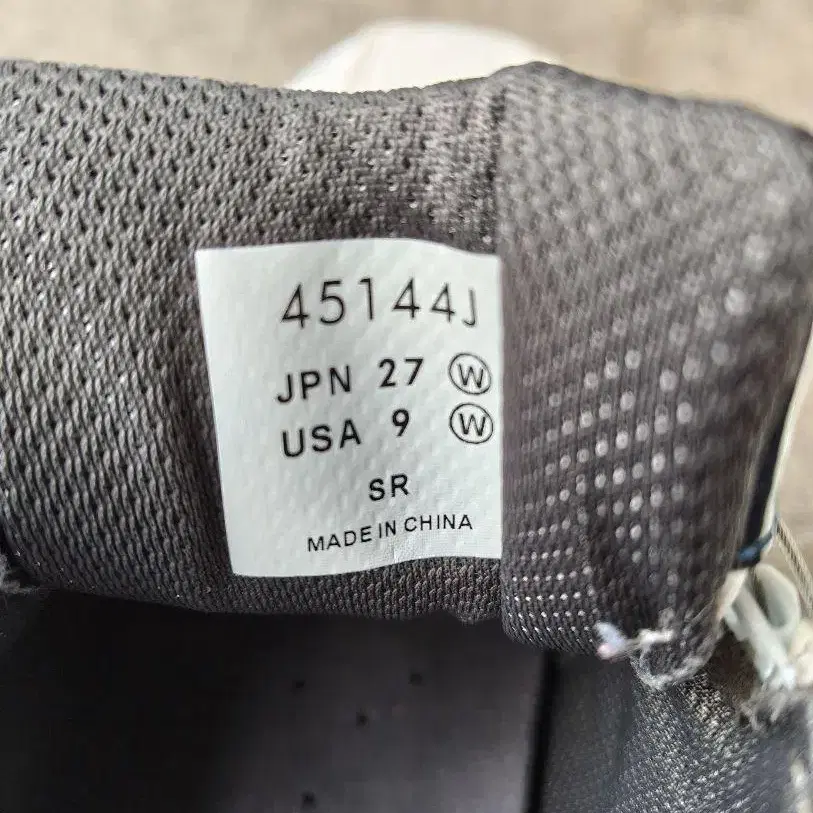 45144J
JPN 27 Ⓦ
USA 9 Ⓦ
SR
MADE IN CHINA